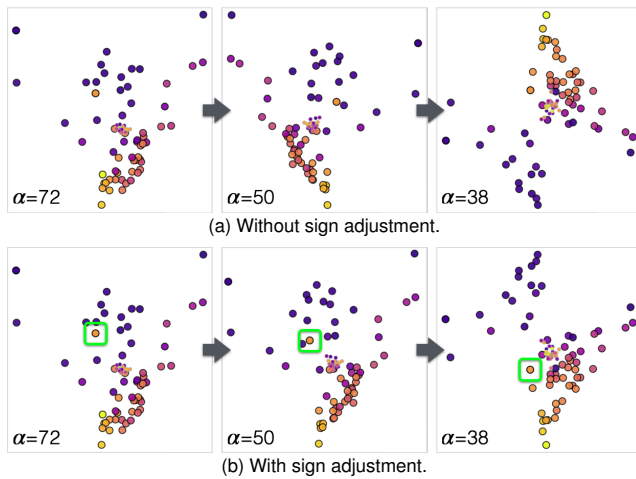 α=72
α=50
α=38
(a) Without sign adjustment.
α=72
α=50
α=38
(b) With sign adjustment.